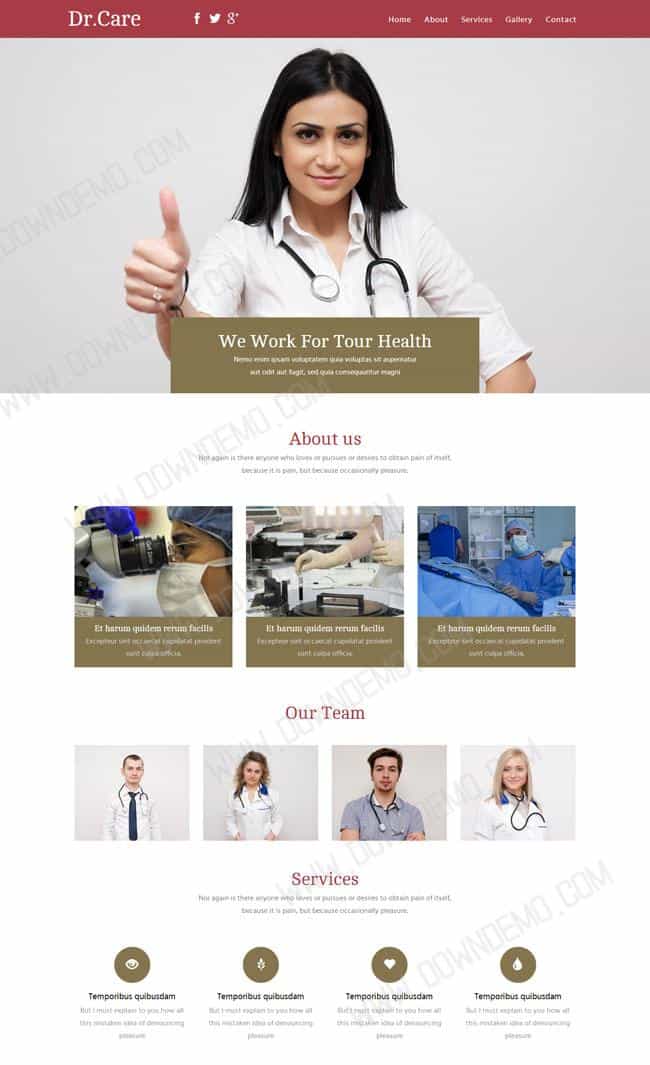 Dr.Care
Home About Services Gallery Contact
We Work For Tour Health
Nemo enim ipsam voluptatem quia voluptas sit aspernatur
aut odit aut fugit, sed quia consequuntur magni
About us
Nor again is there anyone who loves or pursues or desires to obtain pain of itself,
because it is pain, but because occasionally pleasure.
Et harum quidem rerum facilis
Excepteur sint occaecat cupidatat proident
sunt culpa officia.
Et harum quidem rerum facilis
Excepteur sint occaecat cupidatat proident
sunt culpa officia.
Et harum quidem rerum facilis
Excepteur sint occaecat cupidatat proident
sunt culpa officia.
Our Team
Services
Nor again is there anyone who loves or pursues or desires to obtain pain of itself,
because it is pain, but because occasionally pleasure.
Temporibus quibusdam
But I must explain to you how all
this mistaken idea of denouncing
pleasure
Temporibus quibusdam
But I must explain to you how all
this mistaken idea of denouncing
pleasure
Temporibus quibusdam
But I must explain to you how all
this mistaken idea of denouncing
pleasure
Temporibus quibusdam
But I must explain to you how all
this mistaken idea of denouncing
pleasure
WWW.DOWNDEMO.COM